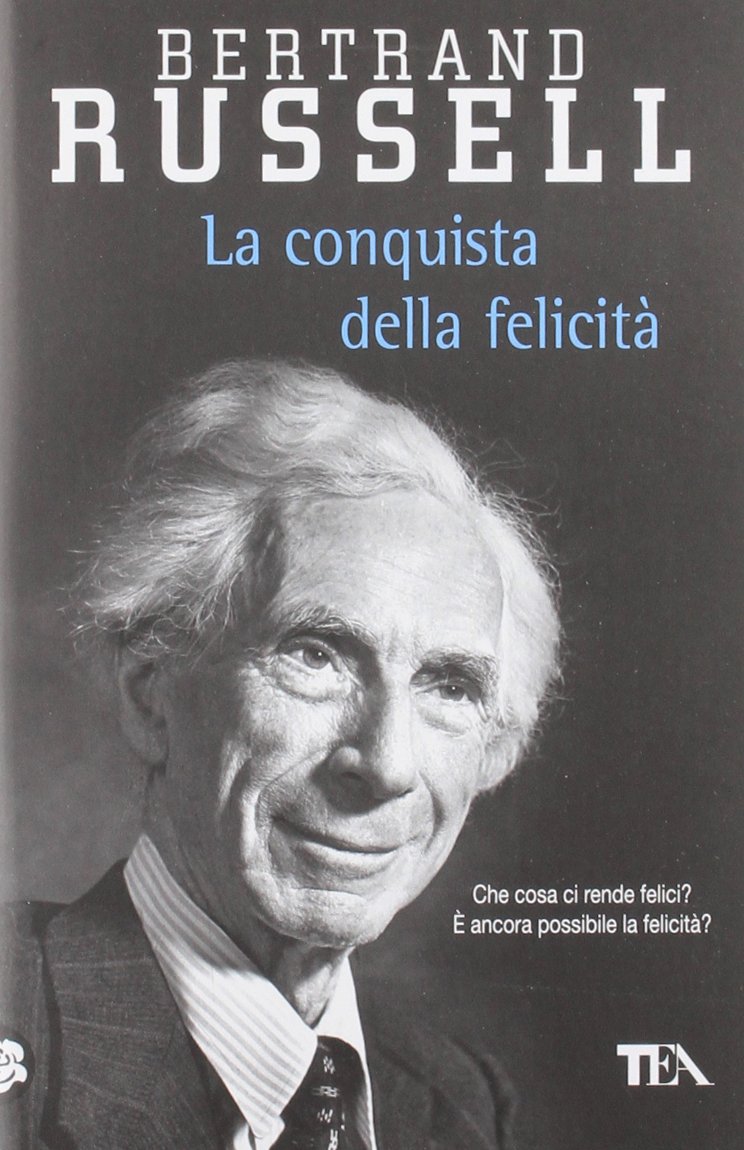 BERTRAND
RUSSELL
La conquista
della felicità
Che cosa ci rende felici?
È ancora possibile la felicità?
TEA